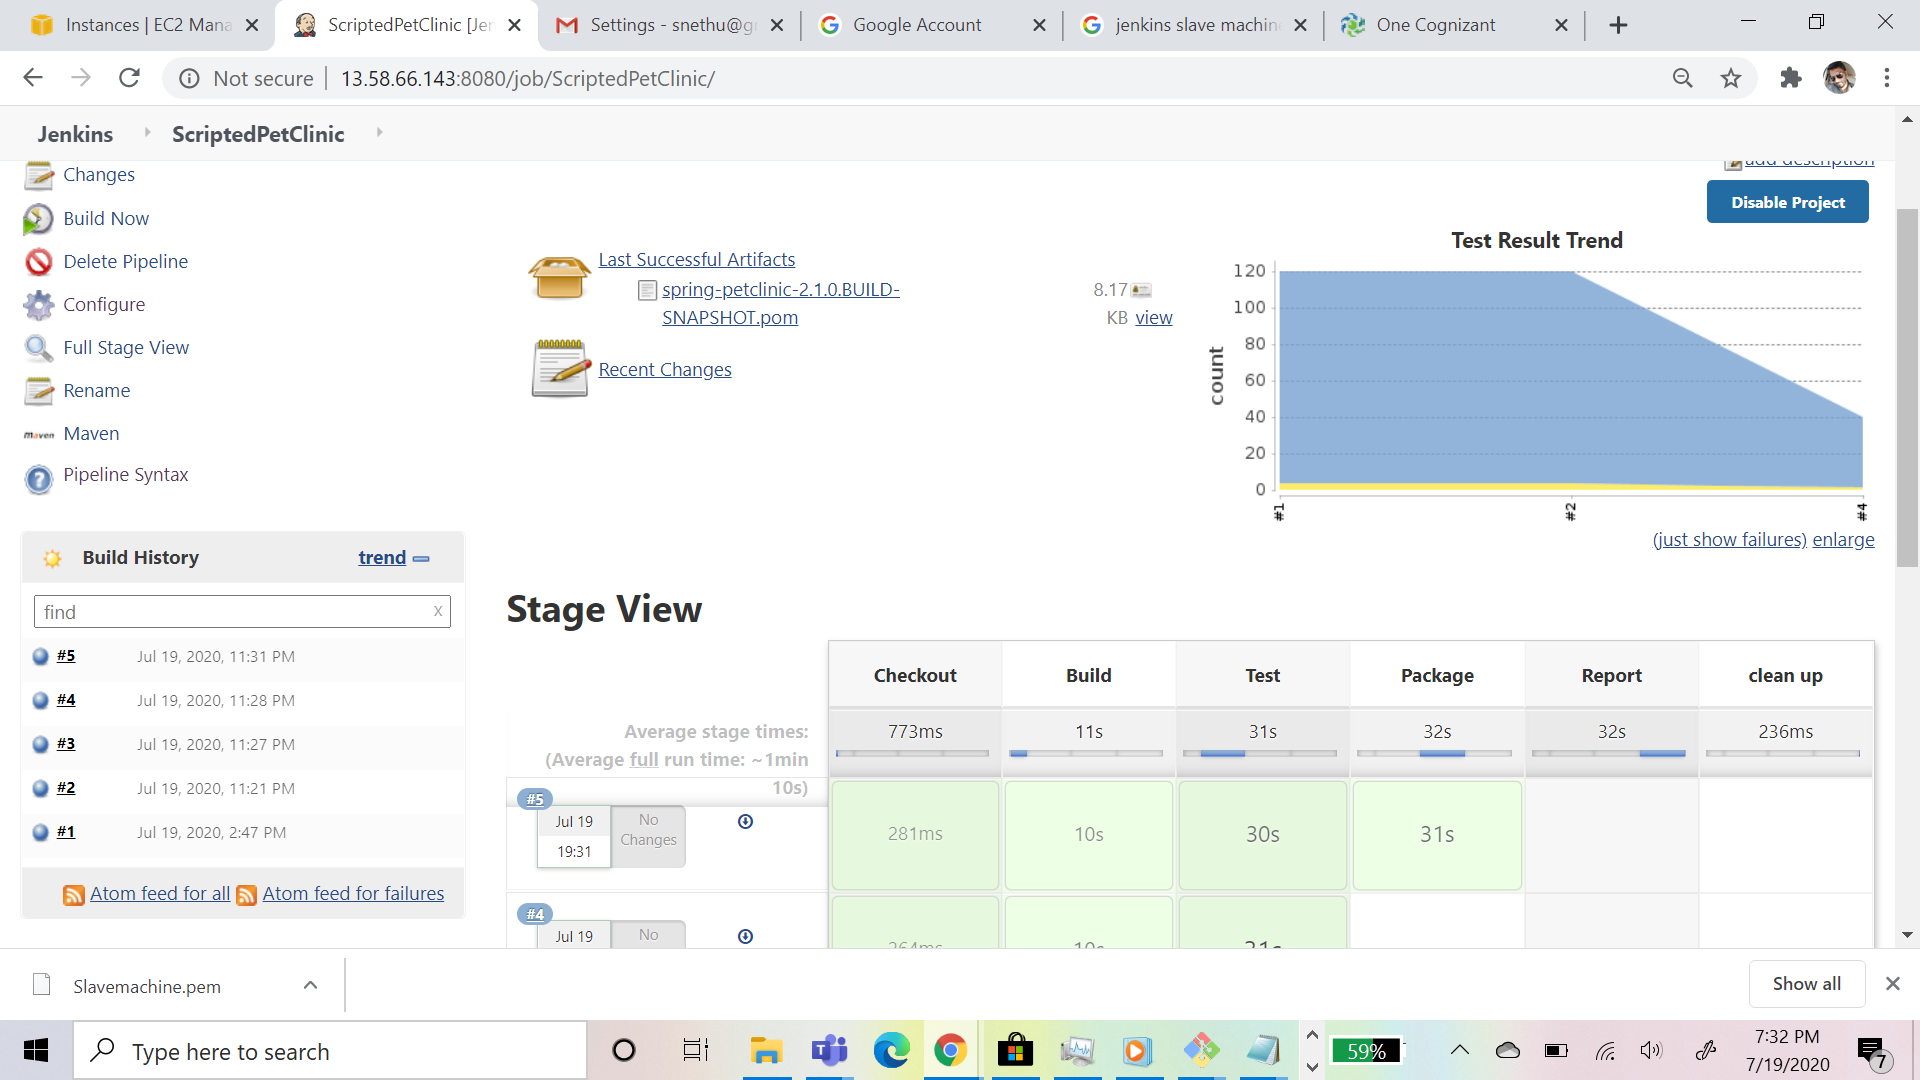 Instances | EC2 Mana
ScriptedPetClinic [Jen
Settings - snethu@g
Google Account
jenkins slave machin
One Cognizant
Not secure
13.58.66.143:8080/job/ScriptedPetClinic/
Jenkins
ScriptedPetClinic
add description
Changes
Disable Project
Build Now
Delete Pipeline
Configure
Full Stage View
Rename
maven Maven
Pipeline Syntax
Last Successful Artifacts
spring-petclinic-2.1.0.BUILD-
SNAPSHOT.pom
8.17
KB view
Recent Changes
Test Result Trend
count
120
100
80
60
40
20
0
#1
#2
#4
(just show failures) enlarge
Build History
trend
find
x
#5 Jul 19, 2020, 11:31 PM
#4 Jul 19, 2020, 11:28 PM
#3 Jul 19, 2020, 11:27 PM
#2 Jul 19, 2020, 11:21 PM
#1 Jul 19, 2020, 2:47 PM
Atom feed for all Atom feed for failures
Stage View
Checkout Build Test Package Report clean up
Average stage times:
(Average full run time: ~1min
10s)
773ms 11s 31s 32s 32s 236ms
#5
Jul 19
19:31
No
Changes
281ms 10s 30s 31s
#4
Jul 19
No
264ms 10s 31s
Slavemachine.pem
Show all
Type here to search
59%
7:32 PM
7/19/2020
7